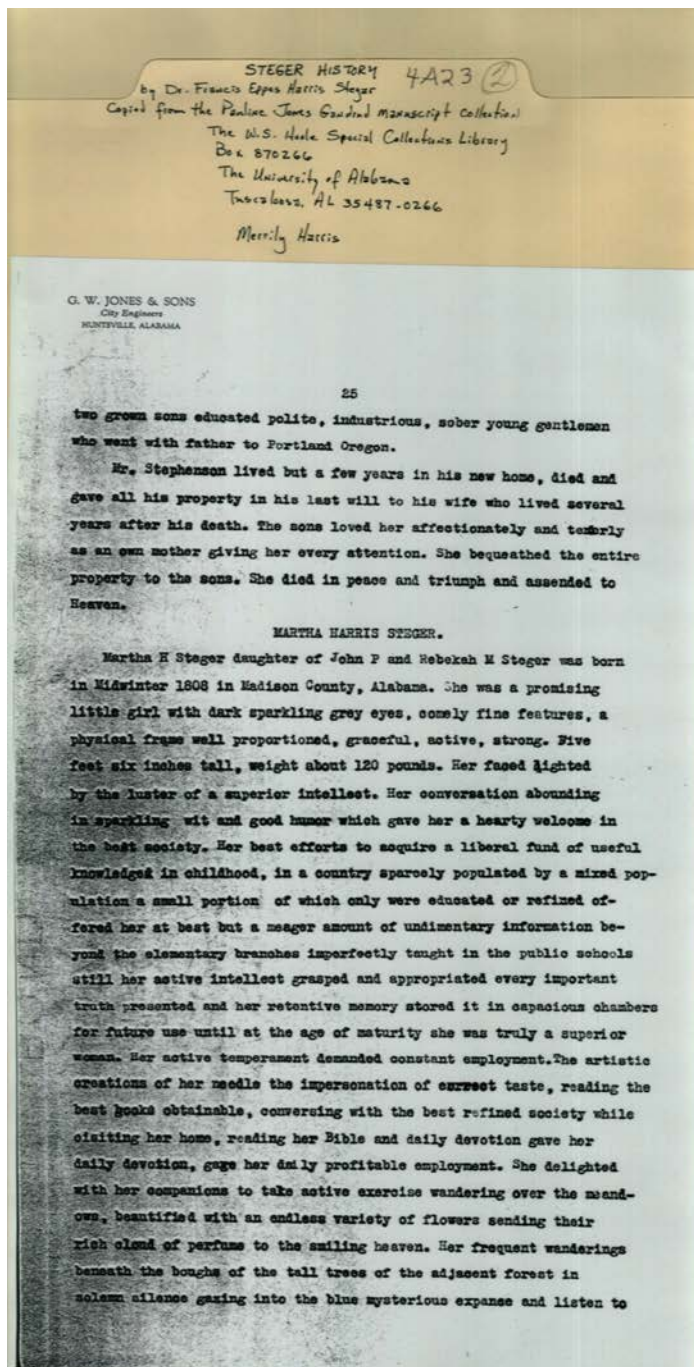 STEGER HISTORY 4A23 2
by Dr. Francis Eppes Harris Steger
Copied from the Pauline Jones Gandrud manuscript collection
The W.S. Hoole Special Collections Library
Box 870266
The University of Alabama
Tuscaloosa, AL 35487-0266
Merrily Harris
G. W. JONES & SONS
City Engineers
HUNTSVILLE, ALABAMA
25
two grown sons educated polite, industrious, sober young gentlemen
who went with father to Portland Oregon.
Mr. Stephenson lived but a few years in his new home, died and
gave all his property in his last will to his wife who lived several
years after his death. The sons loved her affectionately and
as an own mother giving her every attention. She bequeathed the entire
property to the sons. She died in peace and triumph and assended to
Heaven.
MARTHA HARRIS STEGER.
Martha H Steger daughter of John P and Rebekah M Steger was born
in Midwinter 1808 in Madison County, Alabama. She was a promising
little girl with dark sparkling grey eyes, comely fine features, a
physical frame well proportioned, graceful, active, strong. Five
feet six inches tall, weight about 120 pounds. Her faced lighted
by the luster of a superior intellect. Her conversation abounding
in sparkling wit and good humor which gave her a hearty welcome in
the best society. Her best efforts to acquire a liberal fund of useful
knowledged in childhood, in a country sparcely populated by a mixed pop-
ulation a small portion of which only were educated or refined of-
fered her at best but a meager amount of undimentary information be-
yond the elementary branches imperfectly taught in the public schools
still her active intellest grasped and appropriated every important
truth presented and her retentive memory stored it in capacious chambers
for future use until at the age of maturity she was truly a superior
woman. Her active temperament demanded constant employment.The artistic
creations of her needle the impersonation of correct taste, reading the
best books obtainable, conversing with the best refined society while
cisiting her home, reading her Bible and daily devotion gave her
daily devotion, gage her daily profitable employment. She delighted
with her companions to take active exercise wandering over the meand-
ows, beautified with an endless variety of flowers sending their
rich cloud of perfume to the smiling heaven. Her frequent wanderings
beneath the boughs of the tall trees of the adjacent forest in
solemn silence gazing into the blue mysterious expanse and listen to